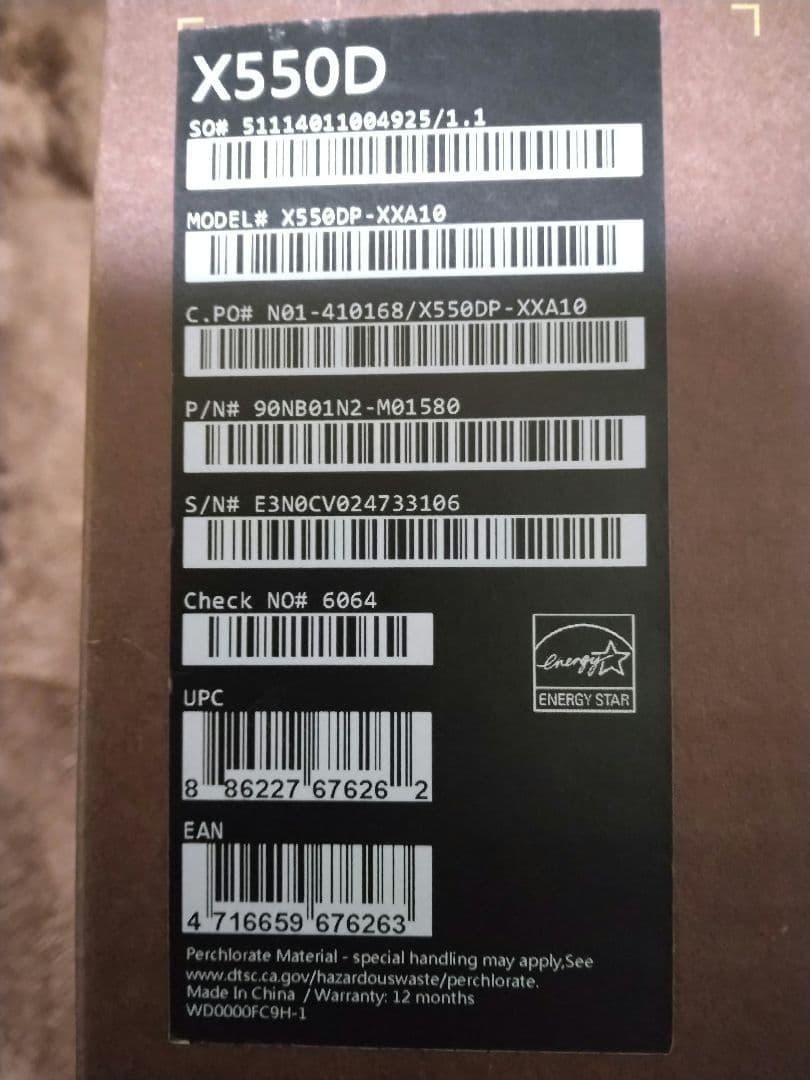 X550D
SO# 51114011004925/1.1
MODEL# X550DP-XXA10
C.PO# N01-410168/X550DP-XXA10
P/N# 90NB01N2-M01580
S/N# E3N0CV024733106
Check NO# 6064
energy
ENERGY STAR
UPC
8 86227 67626 2
EAN
4 716659 676263
Perchlorate Material - special handling may apply,See
www.dtsc.ca.gov/hazardouswaste/perchlorate.
Made In China / Warranty: 12 months
WD0000FC9H-1